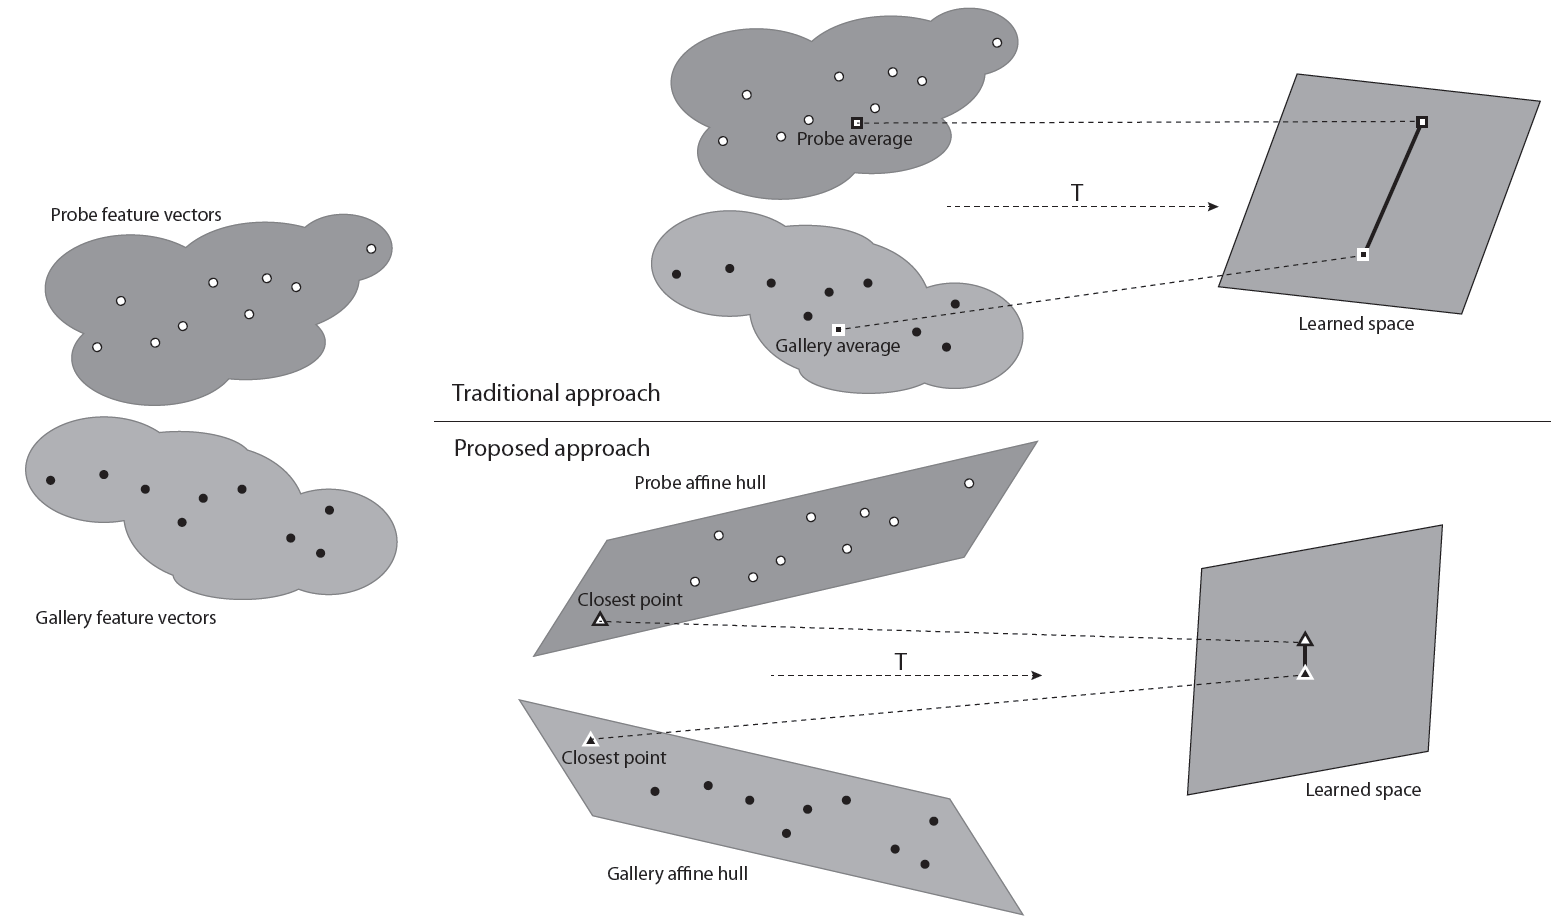 Probe feature vectors
Gallery feature vectors
Probe average
T
Gallery average
Learned space
Traditional approach
Proposed approach
Probe affine hull
Closest point
T
Closest point
Learned space
Gallery affine hull